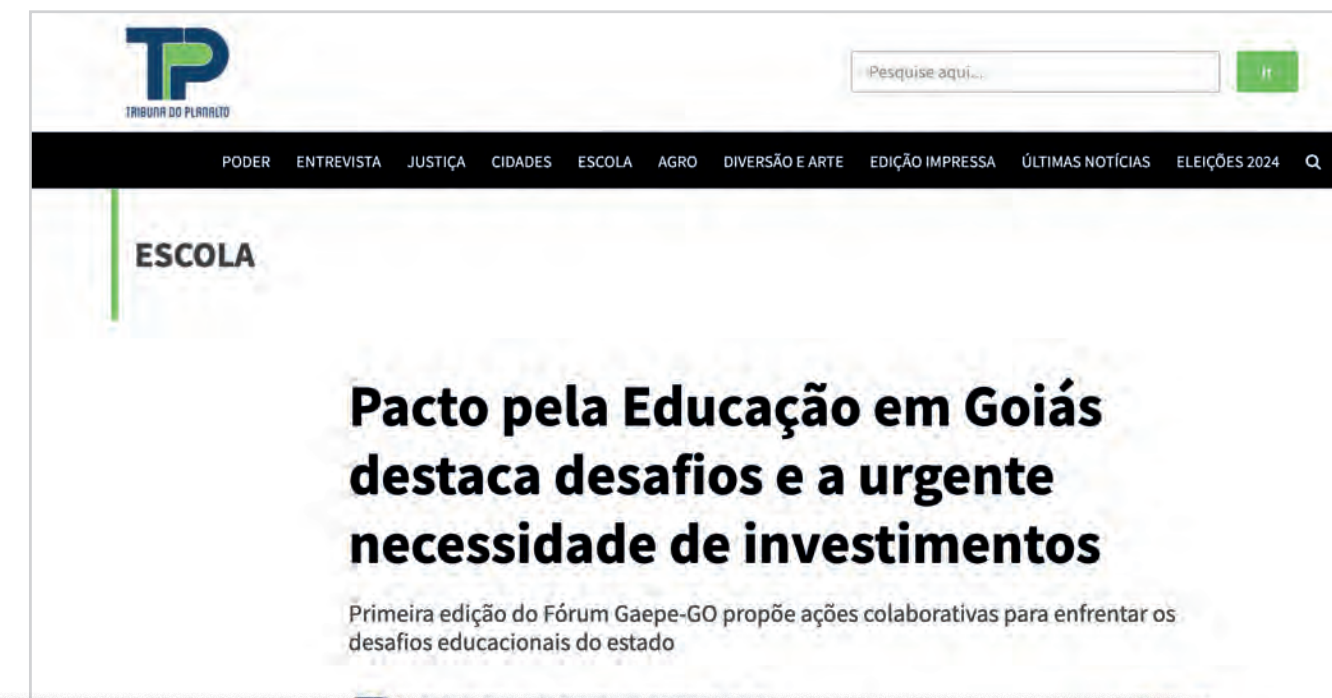 TP
TRIBUNA DO PLANALTO
Pesquise aqui...
Ir
PODER ENTREVISTA JUSTIÇA CIDADES ESCOLA AGRO DIVERSÃO E ARTE EDIÇÃO IMPRESSA ÚLTIMAS NOTÍCIAS ELEIÇÕES 2024
ESCOLA
Pacto pela Educação em Goiás
destaca desafios e a urgente
necessidade de investimentos
Primeira edição do Fórum Gaepe-GO propõe ações colaborativas para enfrentar os
desafios educacionais do estado